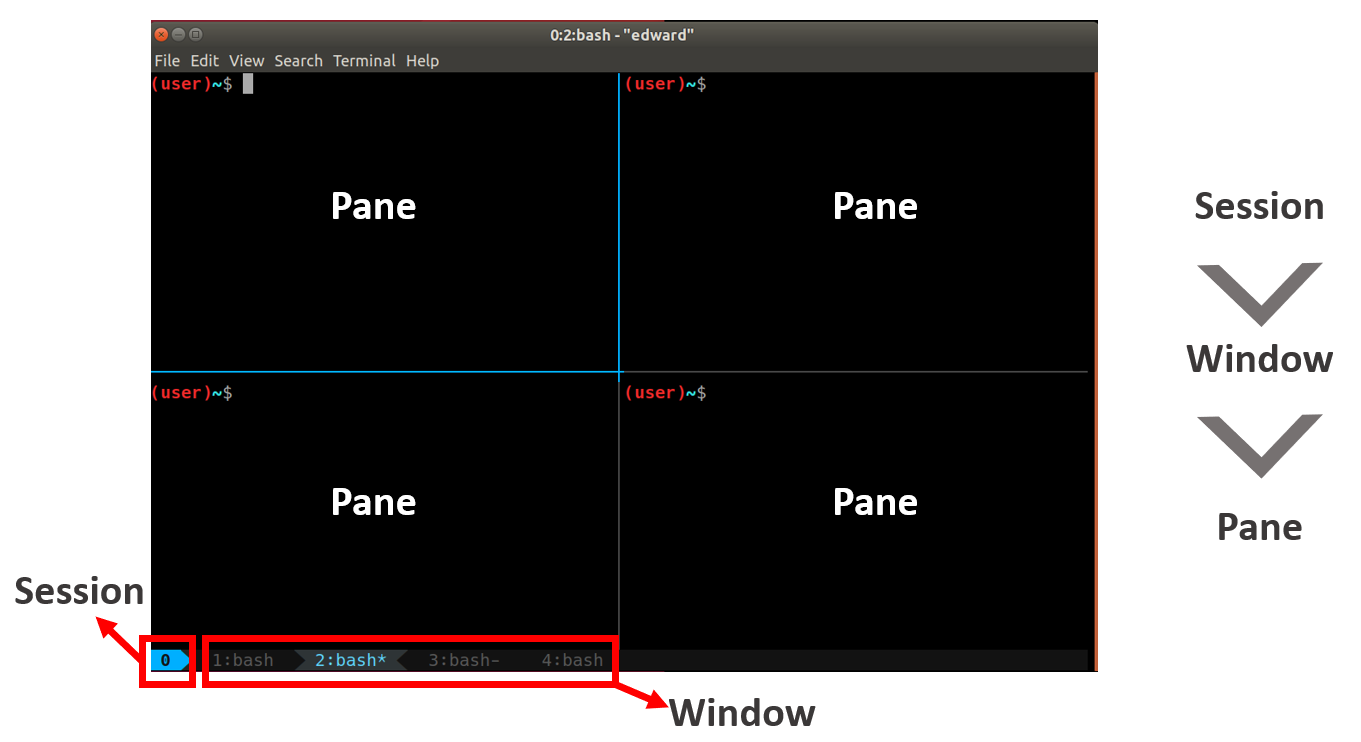 0:2:bash - "edward"
File Edit View Search Terminal Help
(user)~$
(user)~$
Pane
Pane
Session
Window
(user)~$
(user)~$
Pane
Pane
Pane
Session
0 1:bash 2:bash* 3:bash- 4:bash
Window